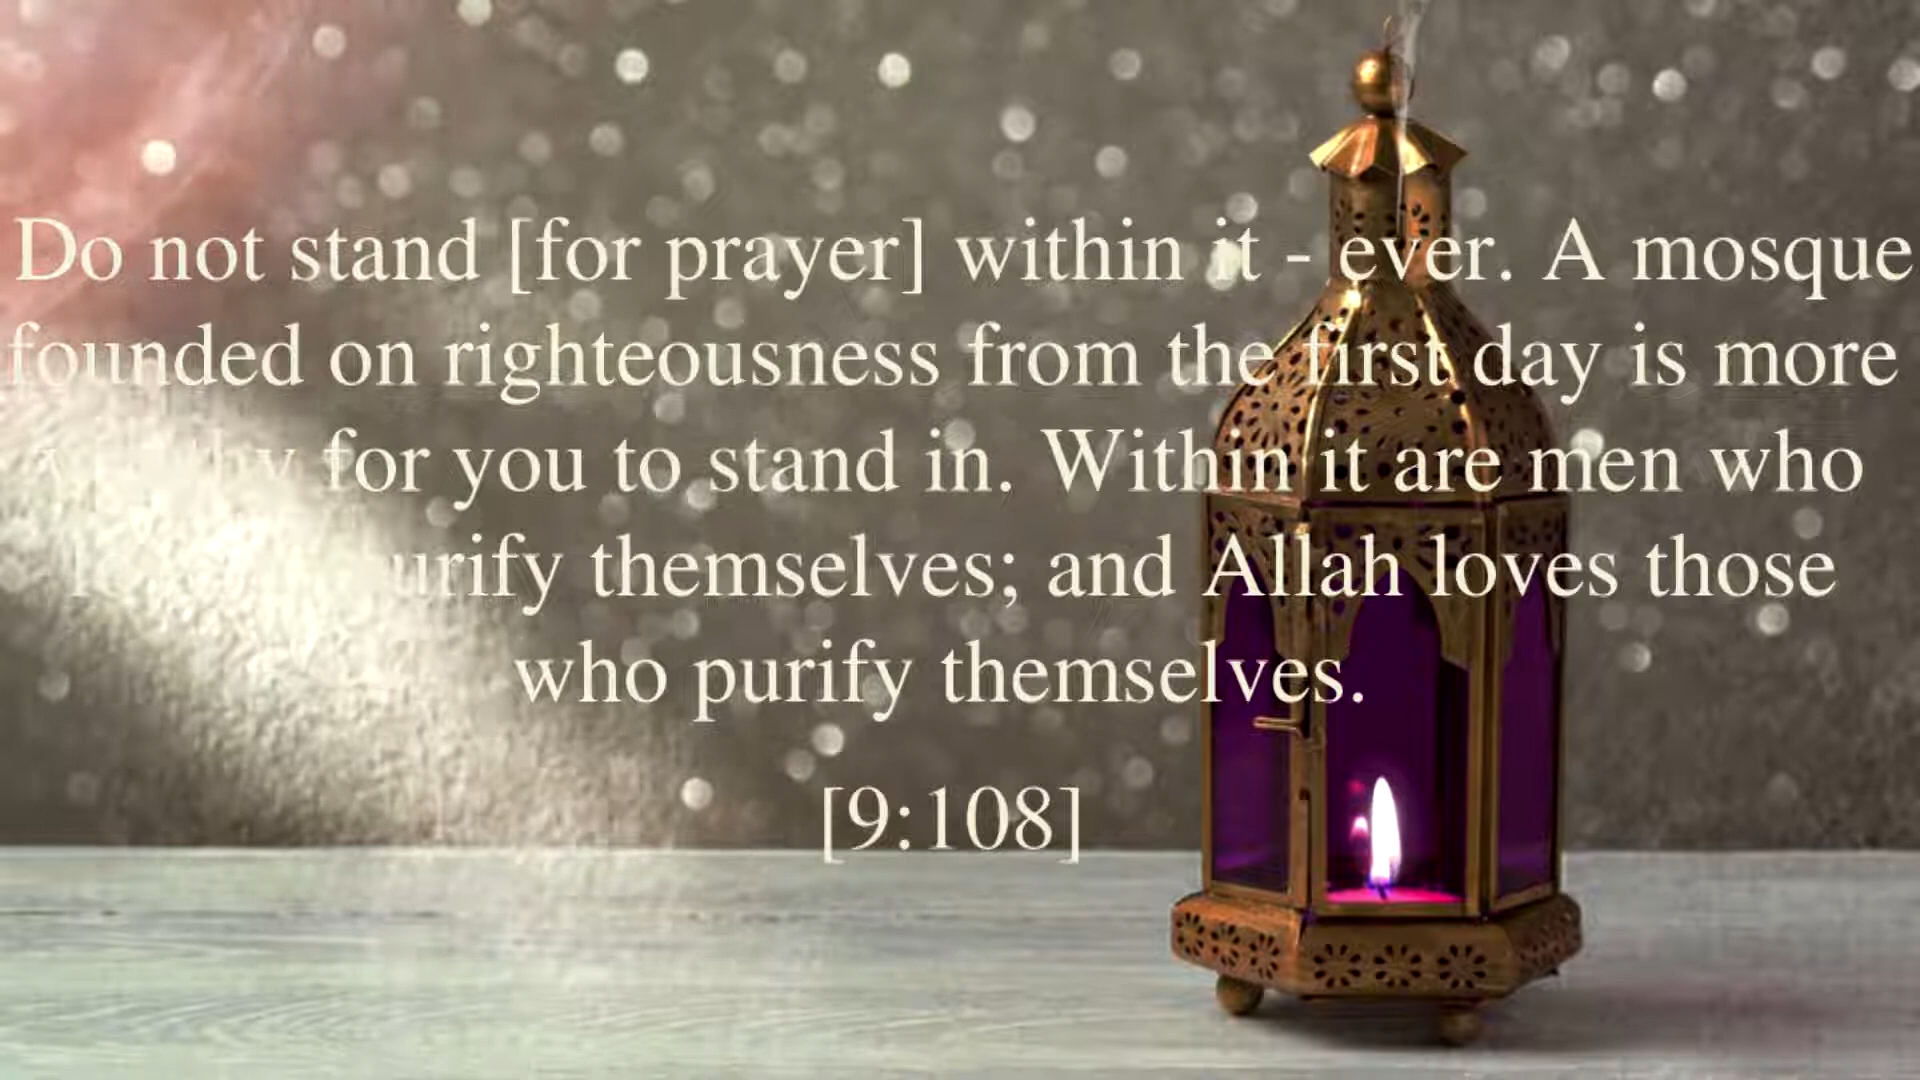 Do not stand [for prayer] within it - ever. A mosque
founded on righteousness from the first day is more
for you to stand in. Within it are men who
purify themselves; and Allah loves those
who purify themselves.
[9:108]